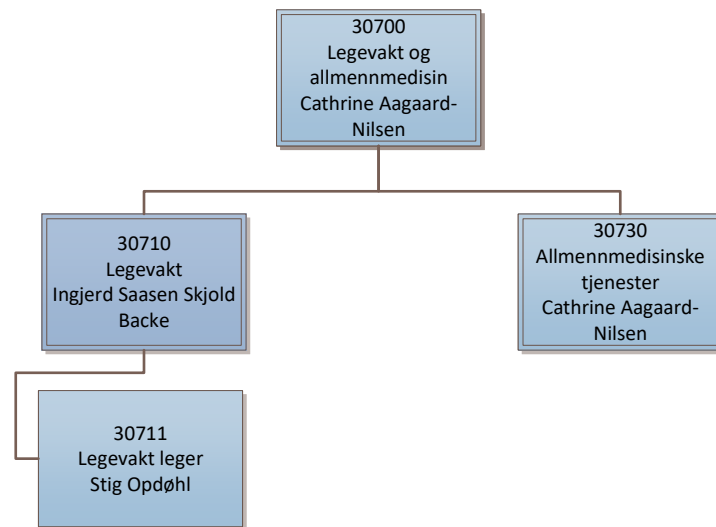 30700
Legevakt og
allmennmedisin
Cathrine Aagaard-
Nilsen
30710
Legevakt
Ingjerd Saasen Skjold
Backe
30730
Allmennmedisinske
tjenester
Cathrine Aagaard-
Nilsen
30711
Legevakt leger
Stig Opdøhl